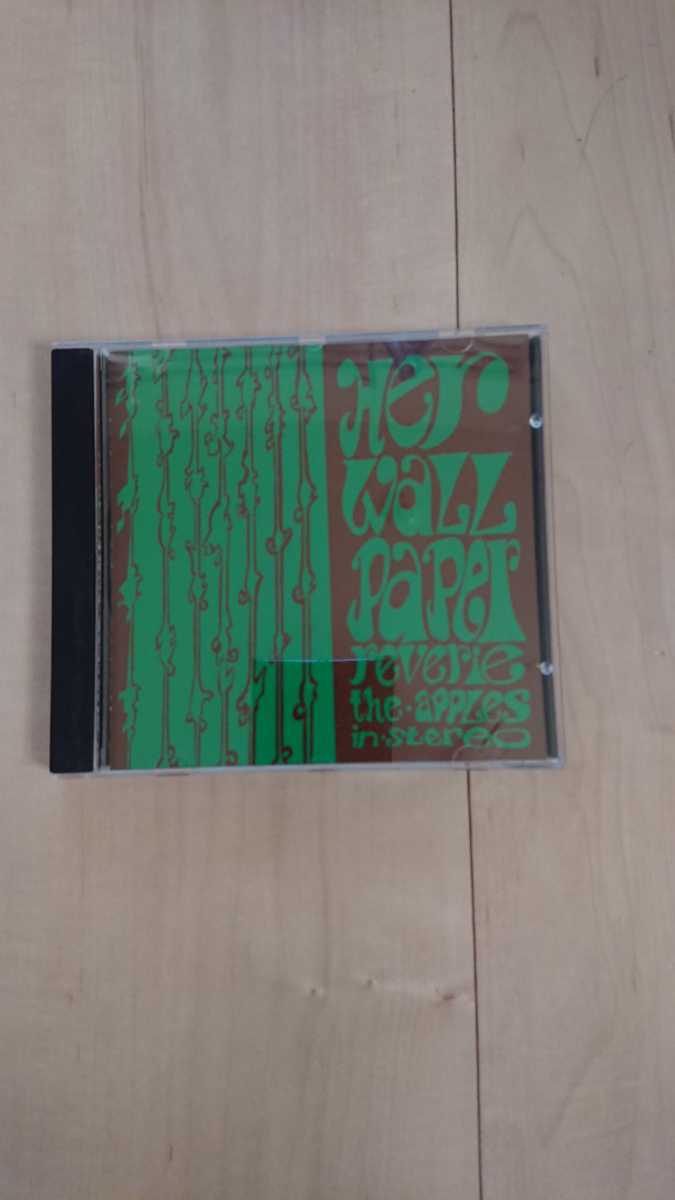 Her
Wall
paper
reverie
the·apples
in·stereo